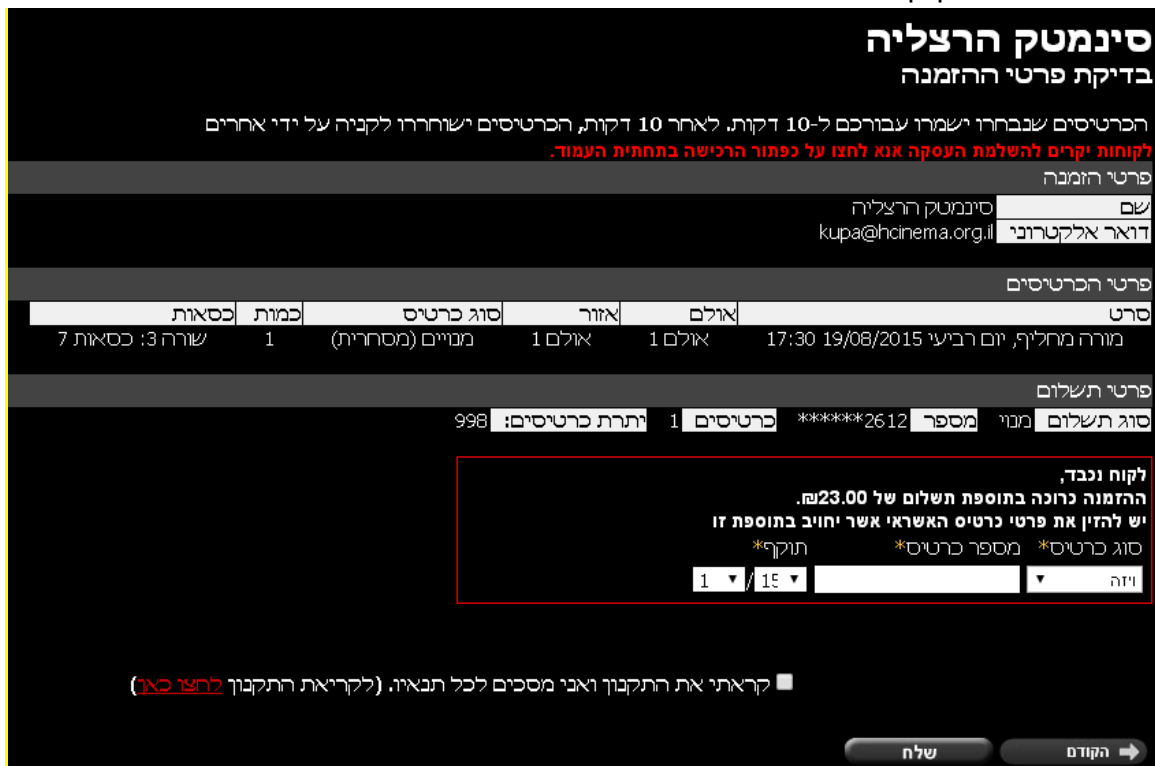 סינמטק הרצליה
בדיקת פרטי ההזמנה
הכרטיסים שנבחרו ישמרו עבורכם ל-10 דקות. לאחר 10 דקות, הכרטיסים ישוחררו לקניה על ידי אחרים
לקוחות יקרים להשלמת העסקה אנא לחצו על כפתור הרכישה בתחתית העמוד.
פרטי הזמנה
שם סינמטק הרצליה
דואר אלקטרוני kupa@hcinema.org.il
פרטי הכרטיסים
סרט אולם אזור סוג כרטיס כמות כסאות
מורה מחליף, יום רביעי 19/08/2015 17:30 אולם 1 אולם 1 מנויים (מסחרית) 1 שורה 3: כסאות 7
פרטי תשלום
סוג תשלום מנוי מספר ******2612 כרטיסים 1 יתרת כרטיסים: 998
לקוח נכבד,
ההזמנה כרוכה בתוספת תשלום של 23.00₪.
יש להזין את פרטי כרטיס האשראי אשר יחויב בתוספת זו
סוג כרטיס* מספר כרטיס* תוקף*
ויזה 15 / 1
קראתי את התקנון ואני מסכים לכל תנאיו. (לקריאת התקנון לחצו כאן)
הקודם שלח